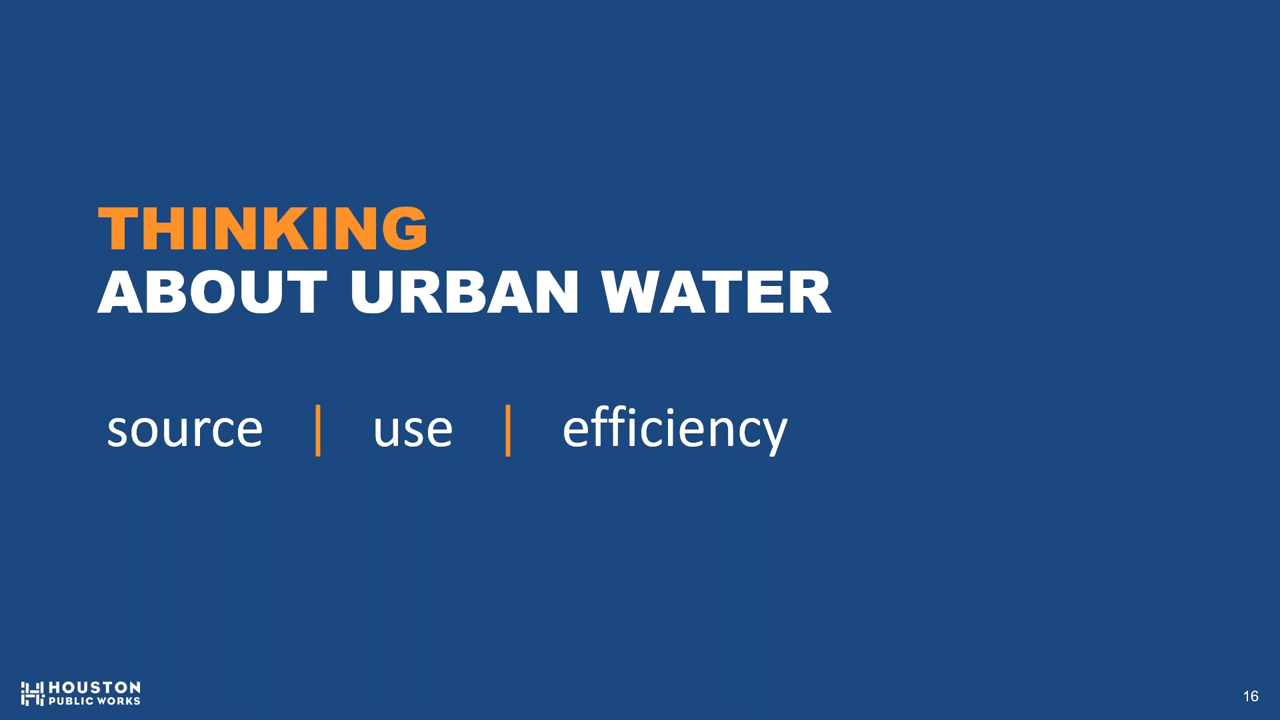 THINKING
ABOUT URBAN WATER
source | use | efficiency
HOUSTON
PUBLIC WORKS
16